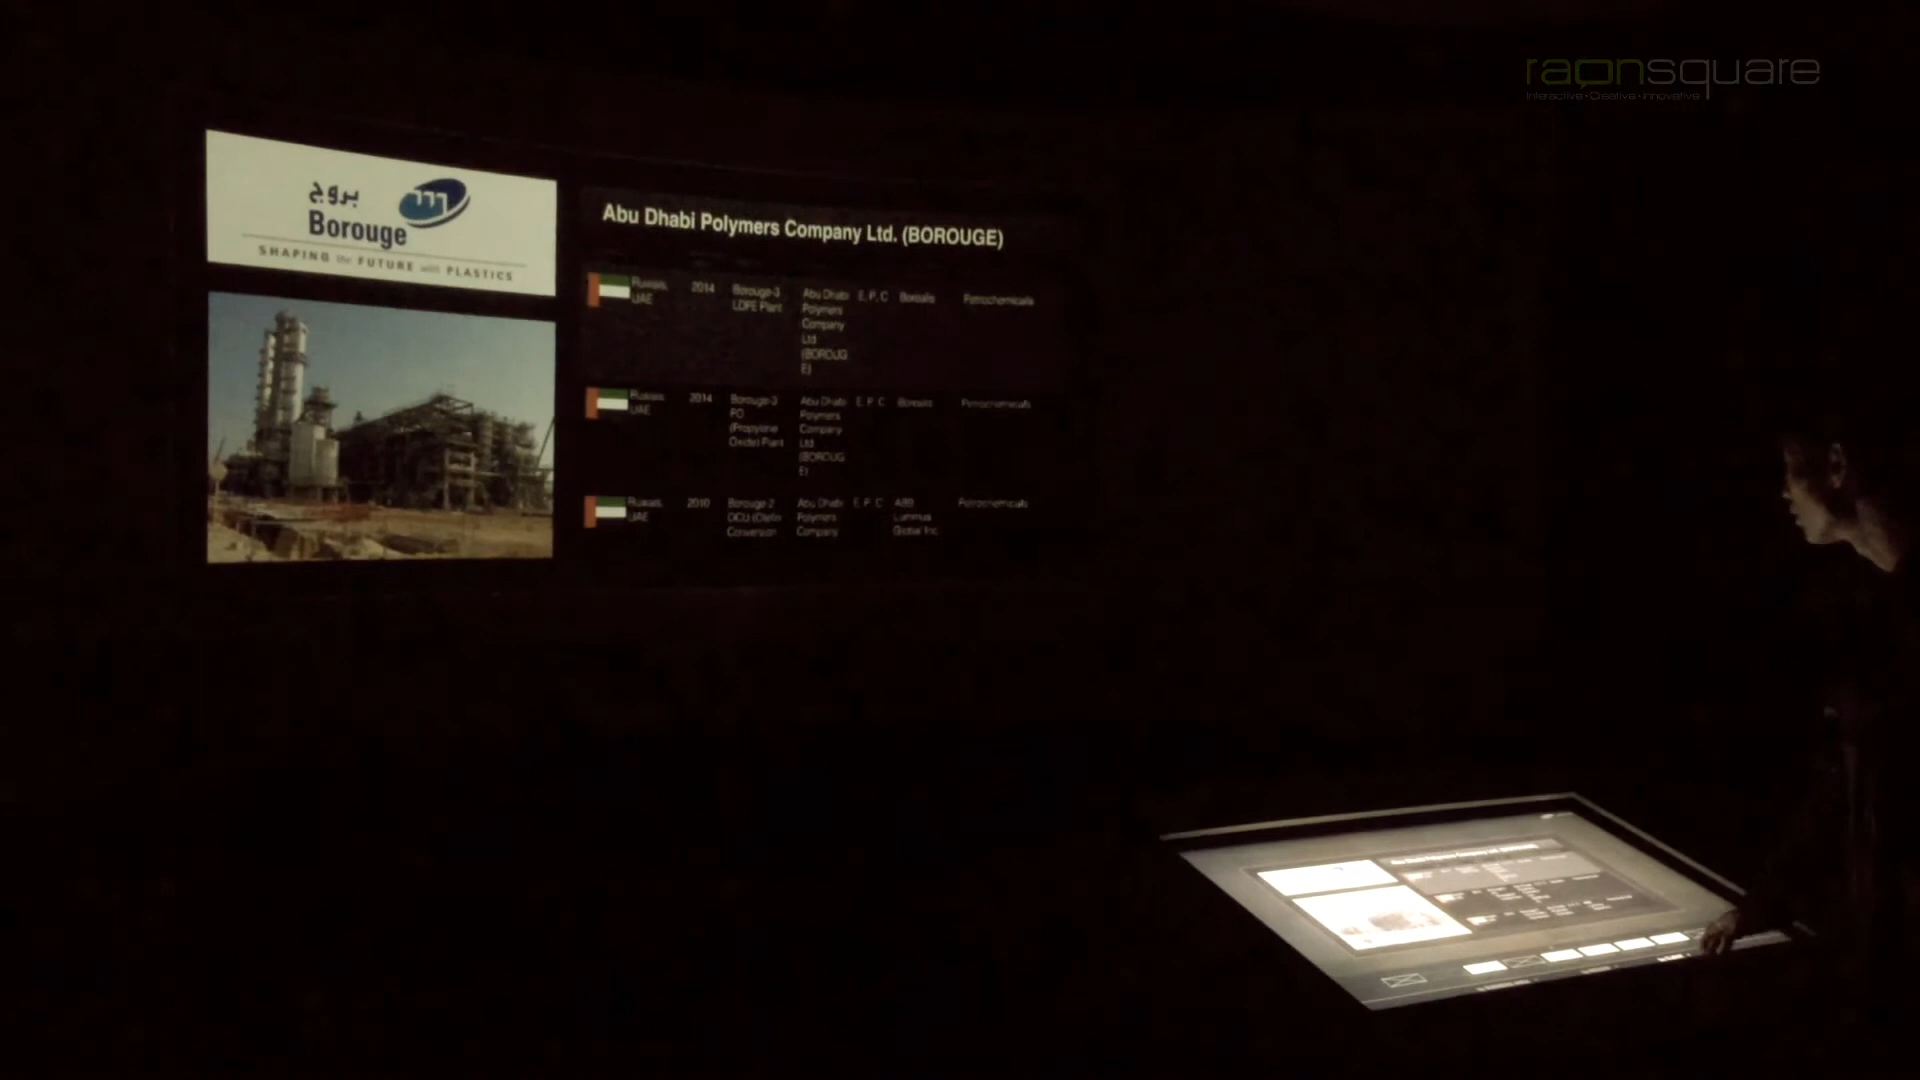 raonsquare
Interactive•Creative•Innovative
بروج
Borouge
SHAPING the FUTURE with PLASTICS
Abu Dhabi Polymers Company Ltd. (BOROUGE)
Ruwais, 2014 Borouge-3 Abu Dhabi E, P, C Borealis Petrochemicals
UAE LDPE Plant Polymers
Company
Ltd
(BOROUG
E)
Ruwais, 2014 Borouge-3 Abu Dhabi E, P, C Borealis Petrochemicals
UAE PO Polymers
(Propylene Company
Oxide) Plant Ltd
(BOROUG
E)
Ruwais, 2010 Borouge-2 Abu Dhabi E, P, C ABB Petrochemicals
UAE OCU (Olefin Polymers Lummus
Conversion Company Global Inc.